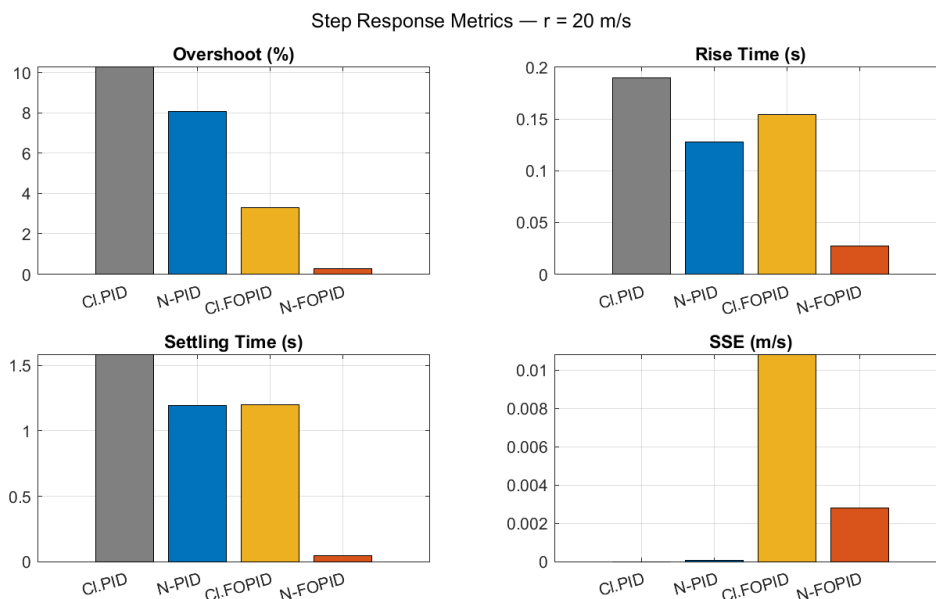 Step Response Metrics — r = 20 m/s
Overshoot (%)
10
8
6
4
2
0
Cl.PID
N-PID
Cl.FOPID
N-FOPID
Rise Time (s)
0.2
0.15
0.1
0.05
0
Cl.PID
N-PID
Cl.FOPID
N-FOPID
Settling Time (s)
1.5
1
0.5
0
Cl.PID
N-PID
Cl.FOPID
N-FOPID
SSE (m/s)
0.01
0.008
0.006
0.004
0.002
0
Cl.PID
N-PID
Cl.FOPID
N-FOPID